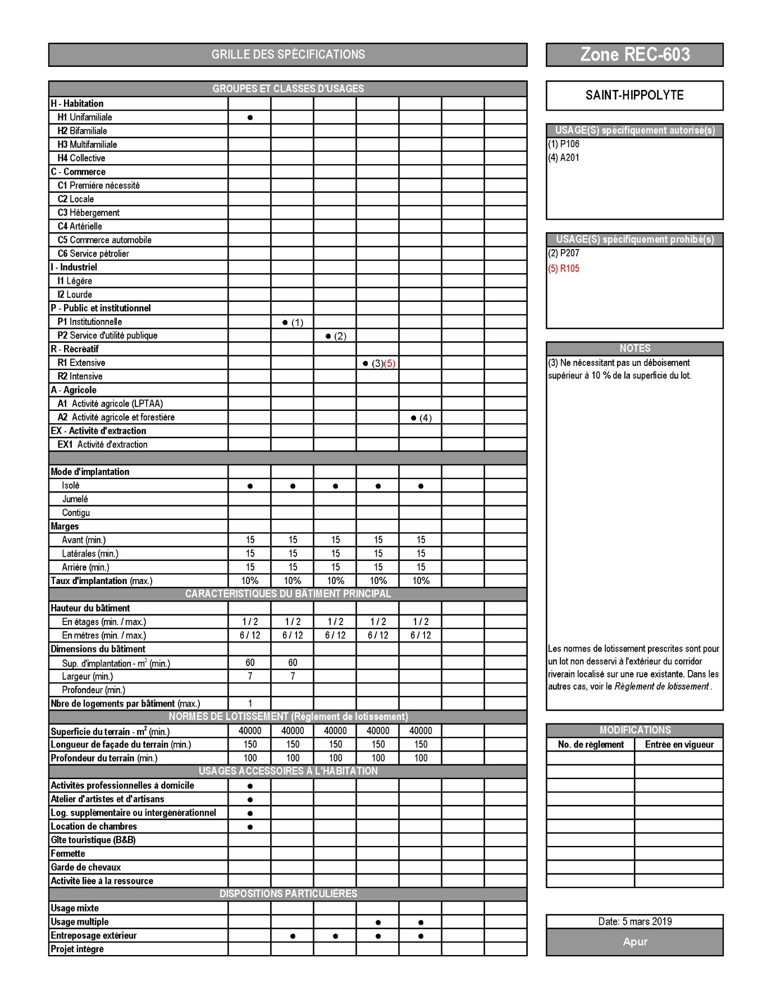 GRILLE DES SPÉCIFICATIONS
Zone REC-603
GROUPES ET CLASSES D'USAGES
H - Habitation
H1 Unifamiliale ●
H2 Bifamiliale
H3 Multifamiliale
H4 Collective
C - Commerce
C1 Première nécessité
C2 Locale
C3 Hébergement
C4 Artérielle
C5 Commerce automobile
C6 Service pétrolier
I - Industriel
I1 Légère
I2 Lourde
P - Public et institutionnel
P1 Institutionnelle ● (1)
P2 Service d'utilité publique ● (2)
R - Récréatif
R1 Extensive ● (3)(5)
R2 Intensive
A - Agricole
A1 Activité agricole (LPTAA)
A2 Activité agricole et forestière ● (4)
EX - Activité d'extraction
EX1 Activité d'extraction
Mode d'implantation
Isolé ● ● ● ● ●
Jumelé
Contigu
Marges
Avant (min.) 15 15 15 15 15
Latérales (min.) 15 15 15 15 15
Arrière (min.) 15 15 15 15 15
Taux d'implantation (max.) 10% 10% 10% 10% 10%
CARACTÉRISTIQUES DU BÂTIMENT PRINCIPAL
Hauteur du bâtiment
En étages (min. / max.) 1 / 2 1 / 2 1 / 2 1 / 2 1 / 2
En mètres (min. / max.) 6 / 12 6 / 12 6 / 12 6 / 12 6 / 12
Dimensions du bâtiment
Sup. d'implantation - m² (min.) 60 60
Largeur (min.) 7 7
Profondeur (min.)
Nbre de logements par bâtiment (max.) 1
NORMES DE LOTISSEMENT (Règlement de lotissement)
Superficie du terrain - m² (min.) 40000 40000 40000 40000 40000
Longueur de façade du terrain (min.) 150 150 150 150 150
Profondeur du terrain (min.) 100 100 100 100 100
USAGES ACCESSOIRES À L'HABITATION
Activités professionnelles à domicile ●
Atelier d'artistes et d'artisans ●
Log. supplémentaire ou intergénérationnel ●
Location de chambres ●
Gîte touristique (B&B)
Fermette
Garde de chevaux
Activité liée à la ressource
DISPOSITIONS PARTICULIÈRES
Usage mixte
Usage multiple ● ●
Entreposage extérieur ● ● ● ●
Projet intégré
SAINT-HIPPOLYTE
USAGE(S) spécifiquement autorisé(s)
(1) P106
(4) A201
USAGE(S) spécifiquement prohibé(s)
(2) P207
(5) R105
NOTES
(3) Ne nécessitant pas un déboisement
supérieur à 10 % de la superficie du lot.
Les normes de lotissement prescrites sont pour
un lot non desservi à l'extérieur du corridor
riverain localisé sur une rue existante. Dans les
autres cas, voir le Règlement de lotissement .
MODIFICATIONS
No. de règlement Entrée en vigueur
Date: 5 mars 2019
Apur